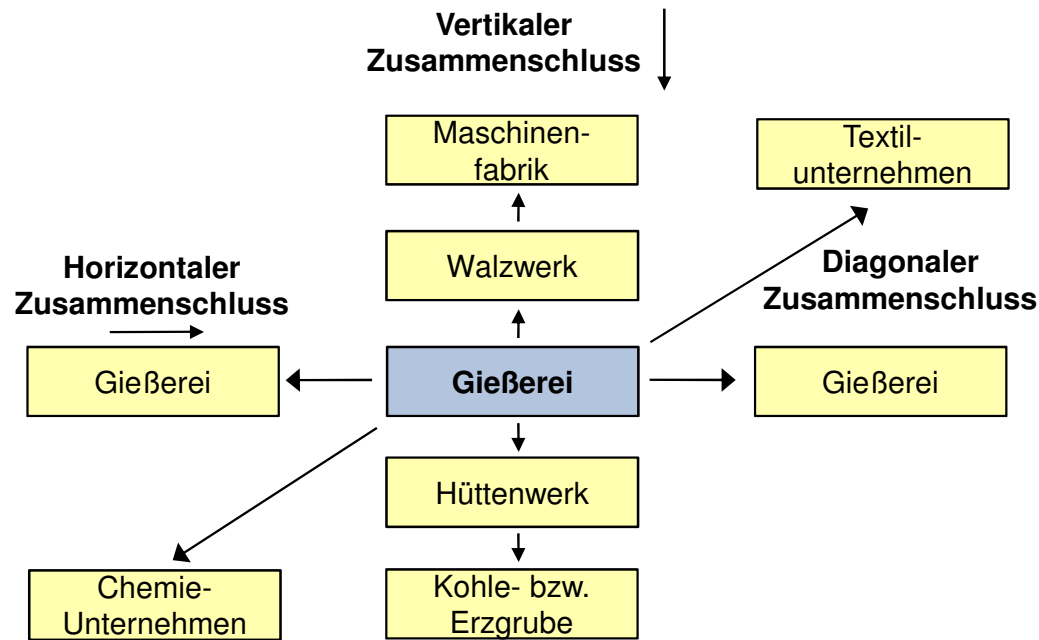 Vertikaler
Zusammenschluss
Maschinen-
fabrik
Textil-
unternehmen
Walzwerk
Horizontaler
Zusammenschluss
Diagonaler
Zusammenschluss
Gießerei
Gießerei
Gießerei
Hüttenwerk
Chemie-
Unternehmen
Kohle- bzw.
Erzgrube